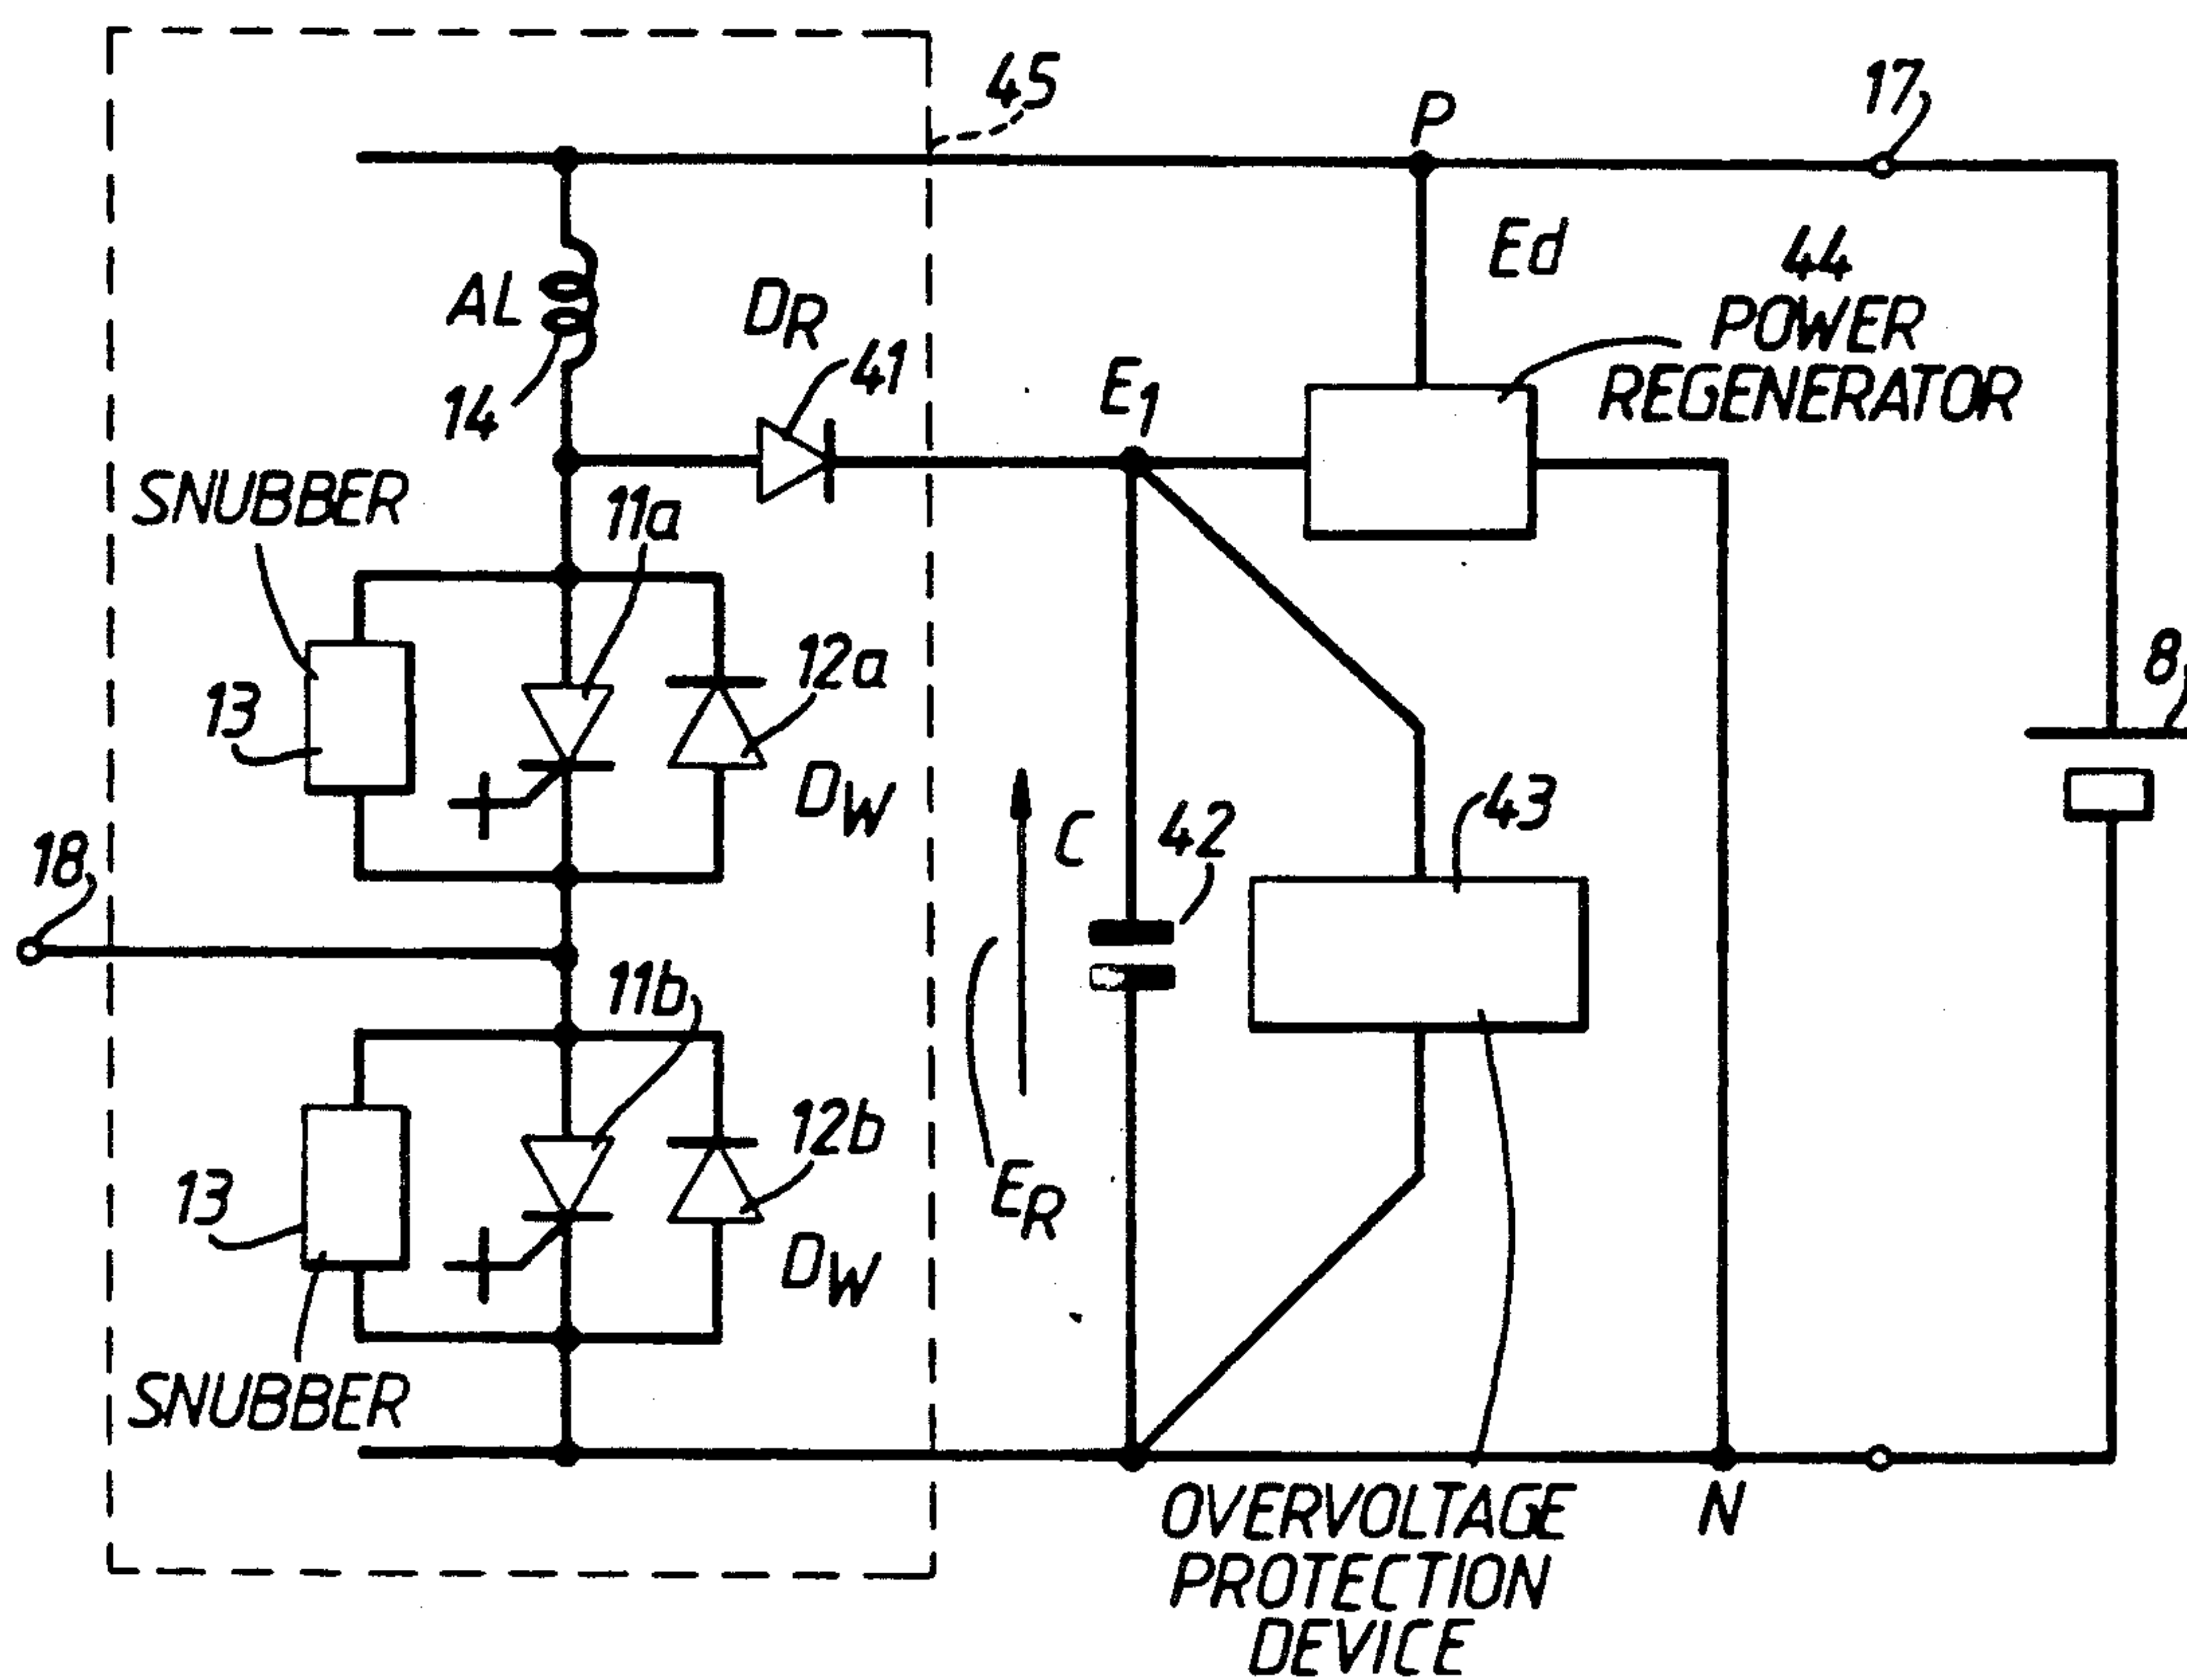 45
P
17
Ed
44
POWER
REGENERATOR
AL
14
DR
41
E1
SNUBBER
11a
12a
13
DW
8
18
C
42
43
11b
12b
13
ER
DW
SNUBBER
OVERVOLTAGE
PROTECTION
DEVICE
N